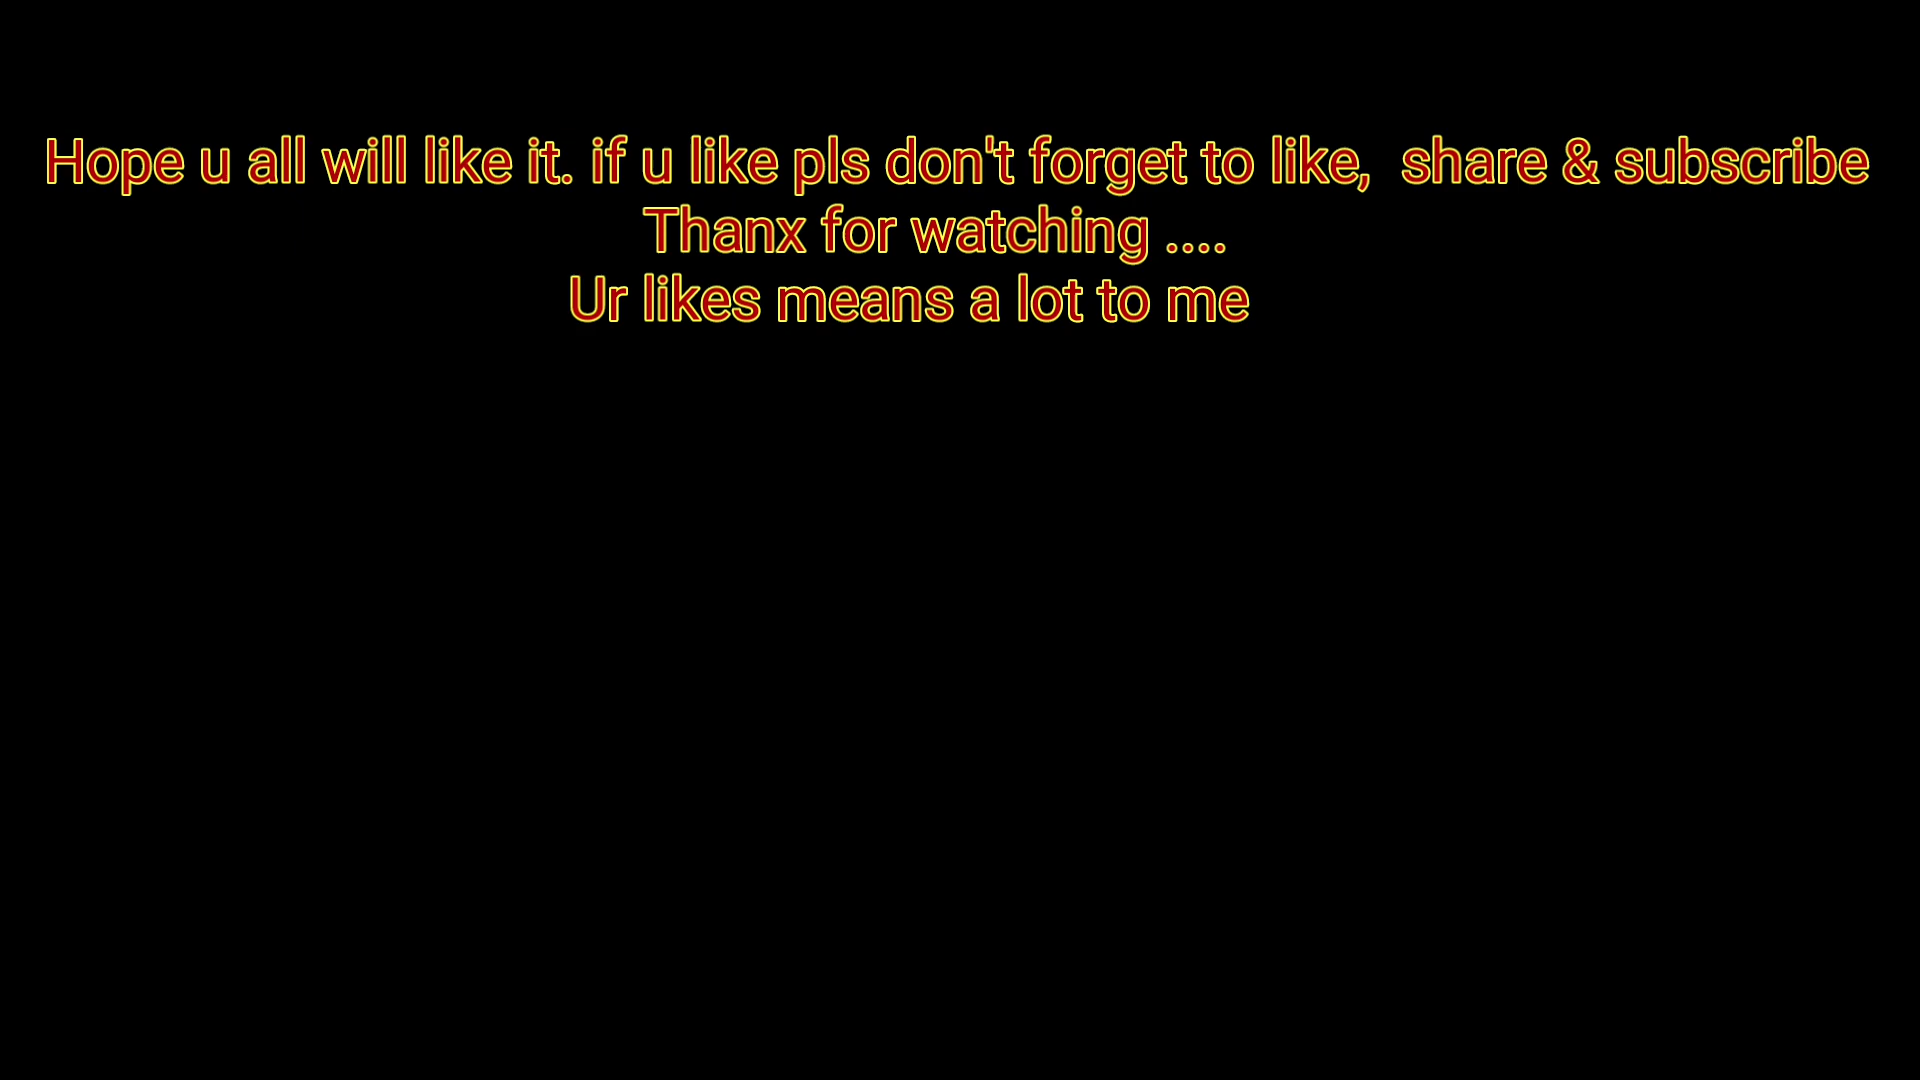 Hope u all will like it. if u like pls don't forget to like,  share & subscribe
Thanx for watching ....
Ur likes means a lot to me